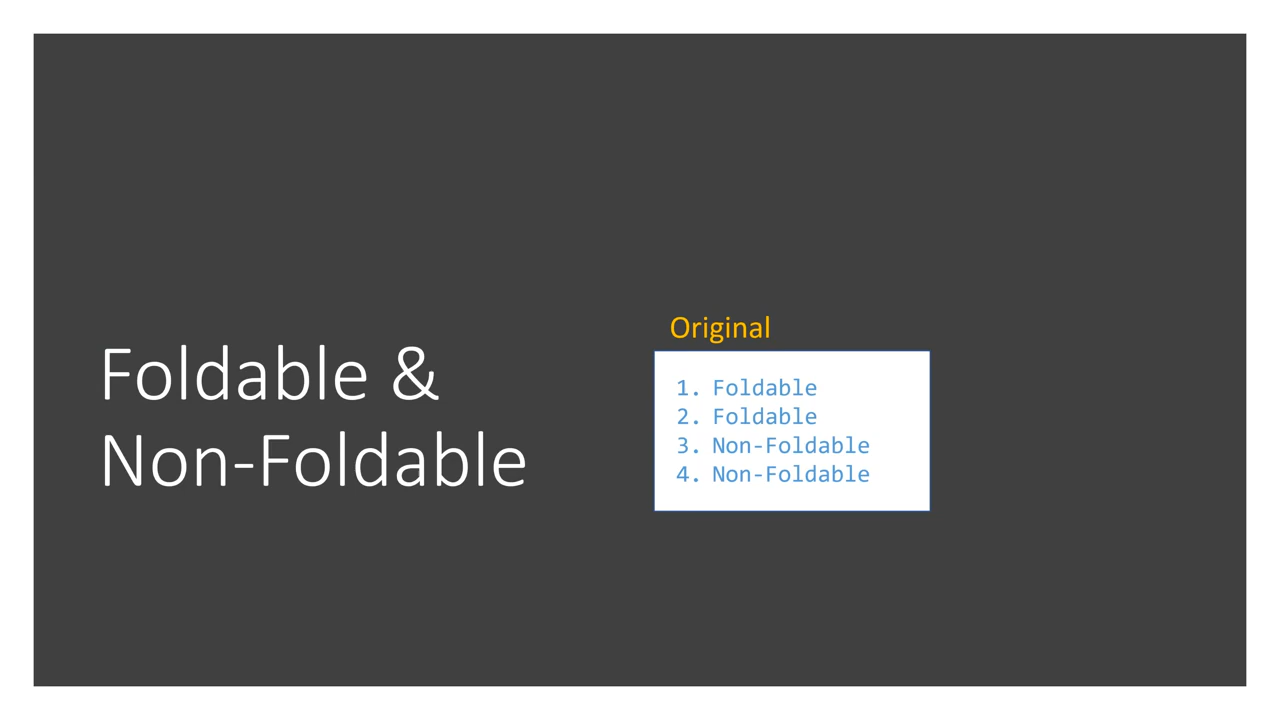 Foldable &
Non-Foldable
Original
1. Foldable
2. Foldable
3. Non-Foldable
4. Non-Foldable